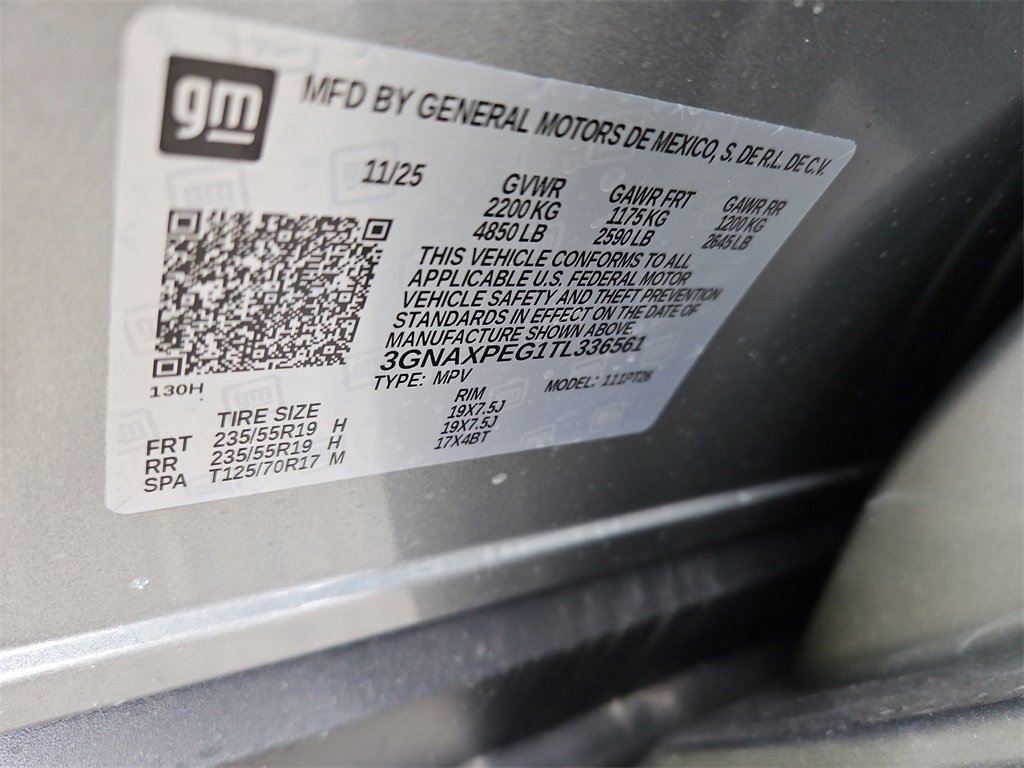 gm
MFD BY GENERAL MOTORS DE MEXICO, S. DE R.L. DE C.V.
11/25
GVWR GAWR FRT GAWR RR
2200 KG 1175 KG 1200 KG
4850 LB 2590 LB 2645 LB
THIS VEHICLE CONFORMS TO ALL
APPLICABLE U.S. FEDERAL MOTOR
VEHICLE SAFETY AND THEFT PREVENTION
STANDARDS IN EFFECT ON THE DATE OF
MANUFACTURE SHOWN ABOVE.
3GNAXPEG1TL336561
TYPE: MPV MODEL: 111PT26
130H
TIRE SIZE RIM
FRT 235/55R19 H 19X7.5J
RR 235/55R19 H 19X7.5J
SPA T125/70R17 M 17X4BT